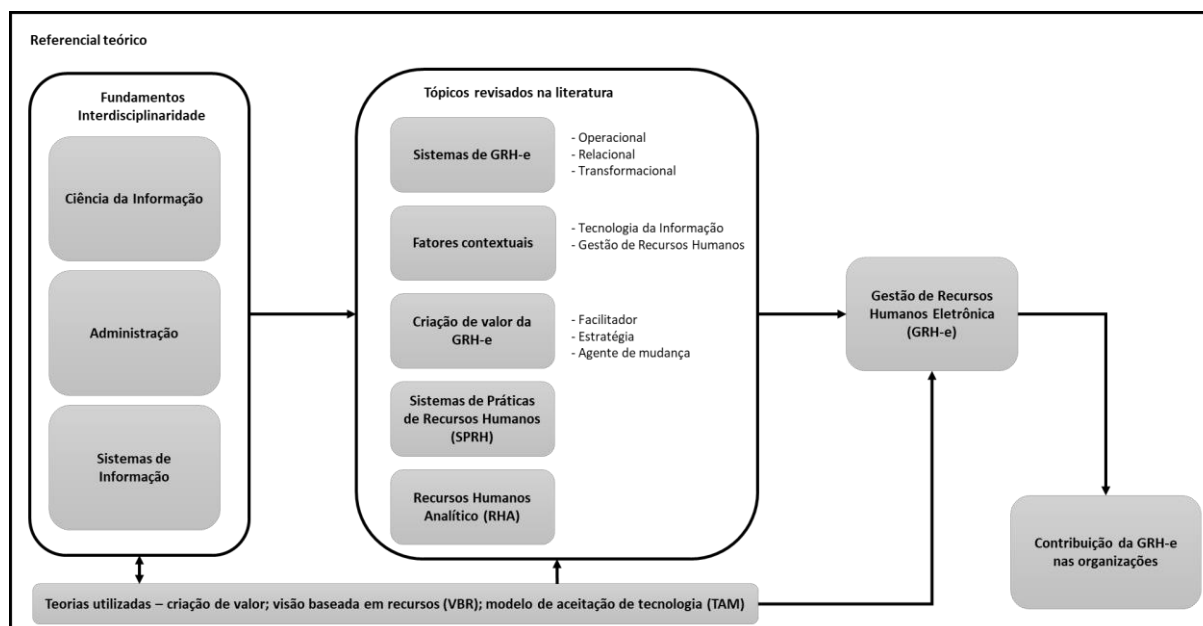 Referencial teórico
Fundamentos
Interdisciplinaridade
Ciência da Informação
Administração
Sistemas de
Informação
Tópicos revisados na literatura
Sistemas de GRH-e
- Operacional
- Relacional
- Transformacional
Fatores contextuais
- Tecnologia da Informação
- Gestão de Recursos Humanos
Criação de valor da
GRH-e
- Facilitador
- Estratégia
- Agente de mudança
Sistemas de Práticas
de Recursos Humanos
(SPRH)
Recursos Humanos
Analítico (RHA)
Gestão de Recursos
Humanos Eletrônica
(GRH-e)
Contribuição da GRH-e
nas organizações
Teorias utilizadas – criação de valor; visão baseada em recursos (VBR); modelo de aceitação de tecnologia (TAM)